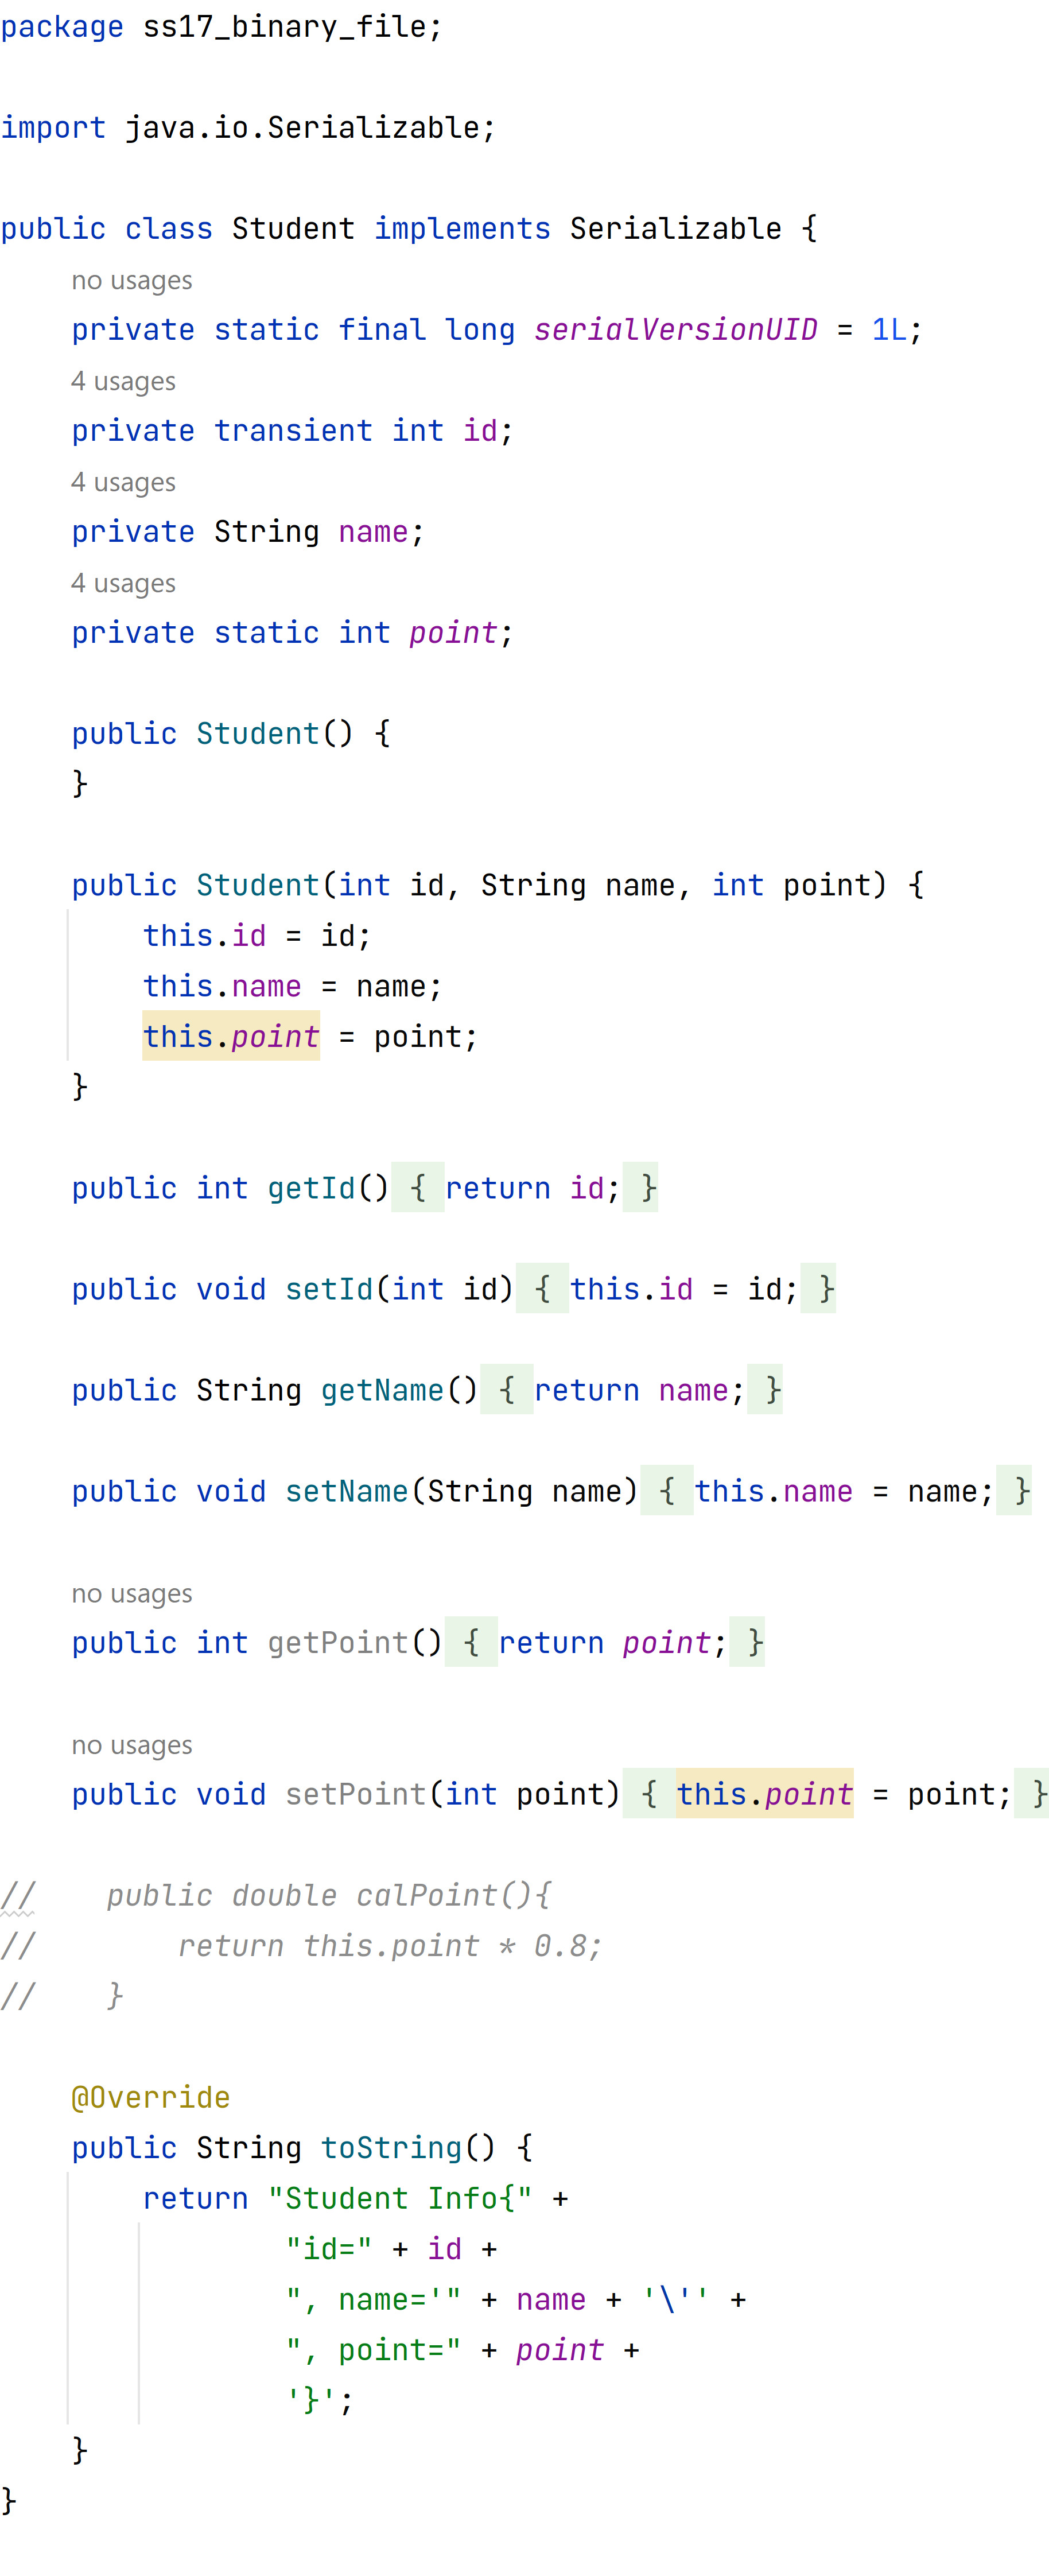 package ss17_binary_file;
import java.io.Serializable;
public class Student implements Serializable {
no usages
private static final long serialVersionUID = 1L;
4 usages
private transient int id;
4 usages
private String name;
4 usages
private static int point;
public Student() {
}
public Student(int id, String name, int point) {
this.id = id;
this.name = name;
this.point = point;
}
public int getId() { return id; }
public void setId(int id) { this.id = id; }
public String getName() { return name; }
public void setName(String name) { this.name = name; }
no usages
public int getPoint() { return point; }
no usages
public void setPoint(int point) { this.point = point; }
//    public double calPoint(){
//        return this.point * 0.8;
//    }
@Override
public String toString() {
return "Student Info{" +
"id=" + id +
", name='" + name + '\'' +
", point=" + point +
'}';
}
}